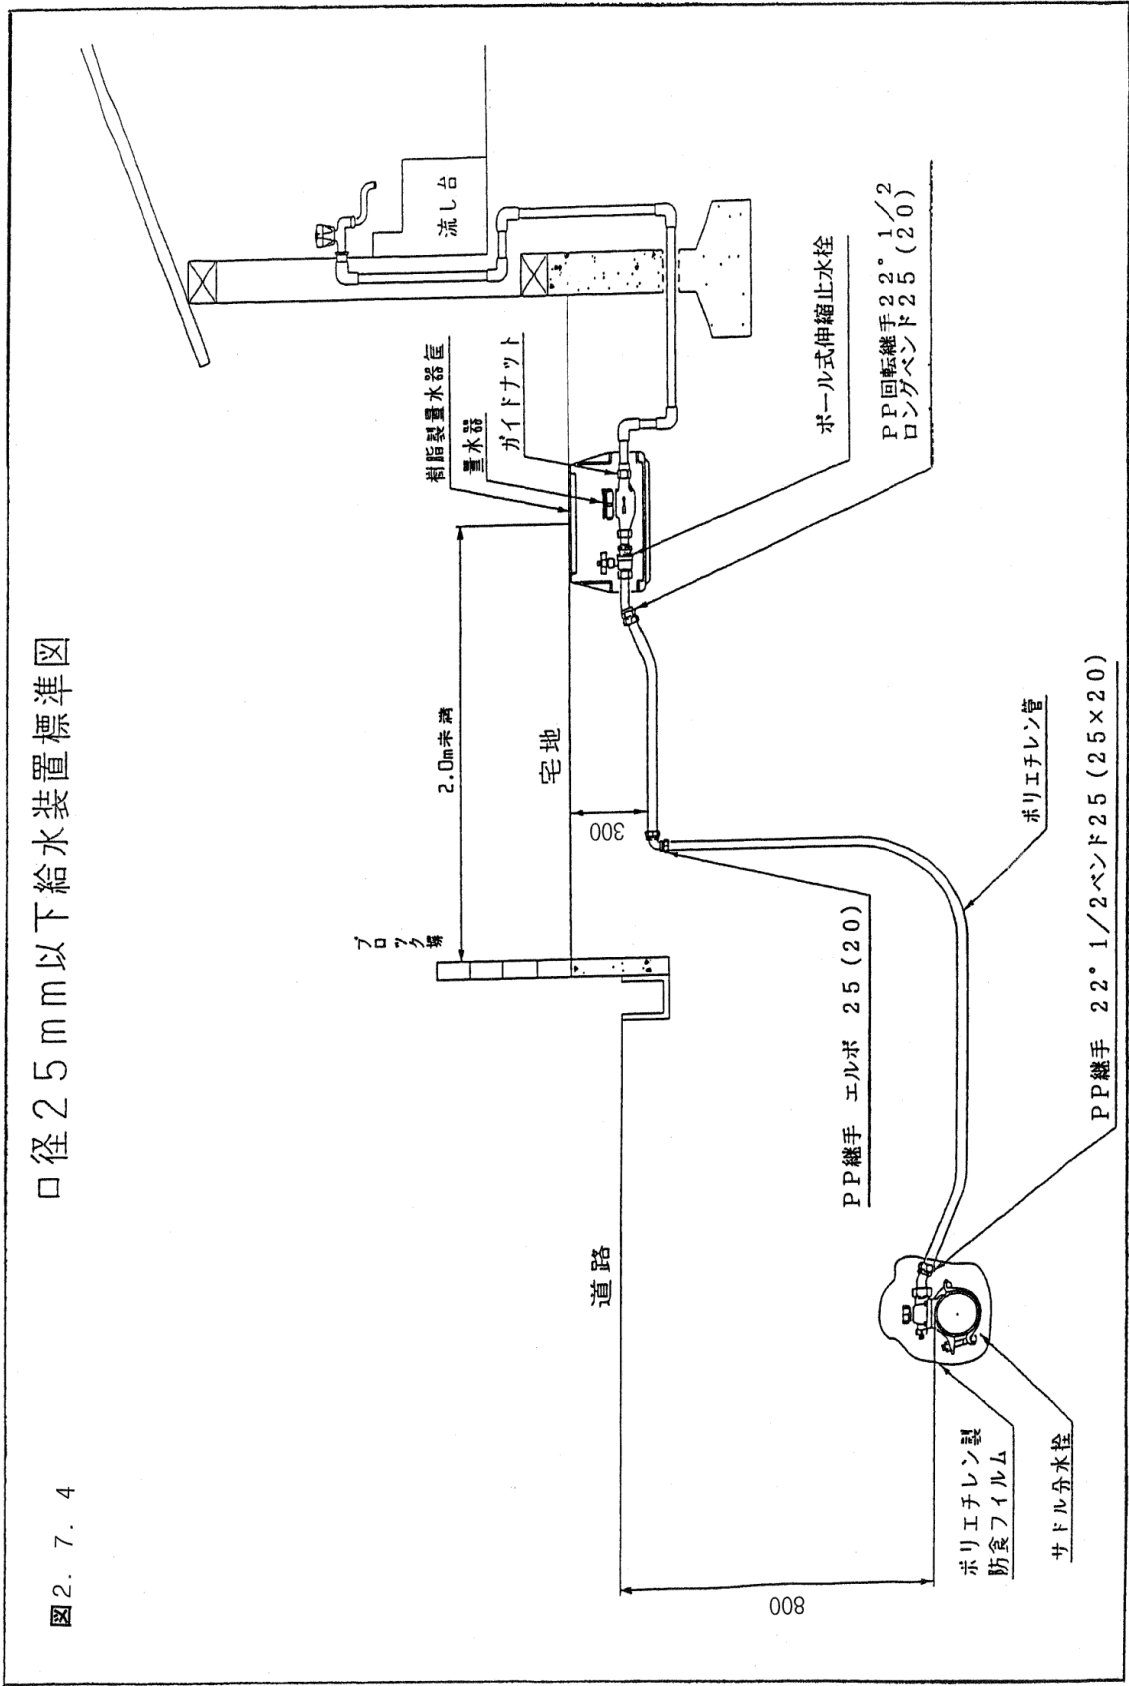 図2．7．4
口径25mm以下給水装置標準図
流し台
樹脂製量水器筐
量水器
ガイドナット
2.0m未満
ブロック塀
宅地
300
道路
800
ボール式伸縮止水栓
PP回転継手22°1/2
ロングベンド25(20)
PP継手 エルボ 25(20)
ポリエチレン管
PP継手 22°1/2ベンド25(25×20)
ポリエチレン製
防食フィルム
サドル分水栓